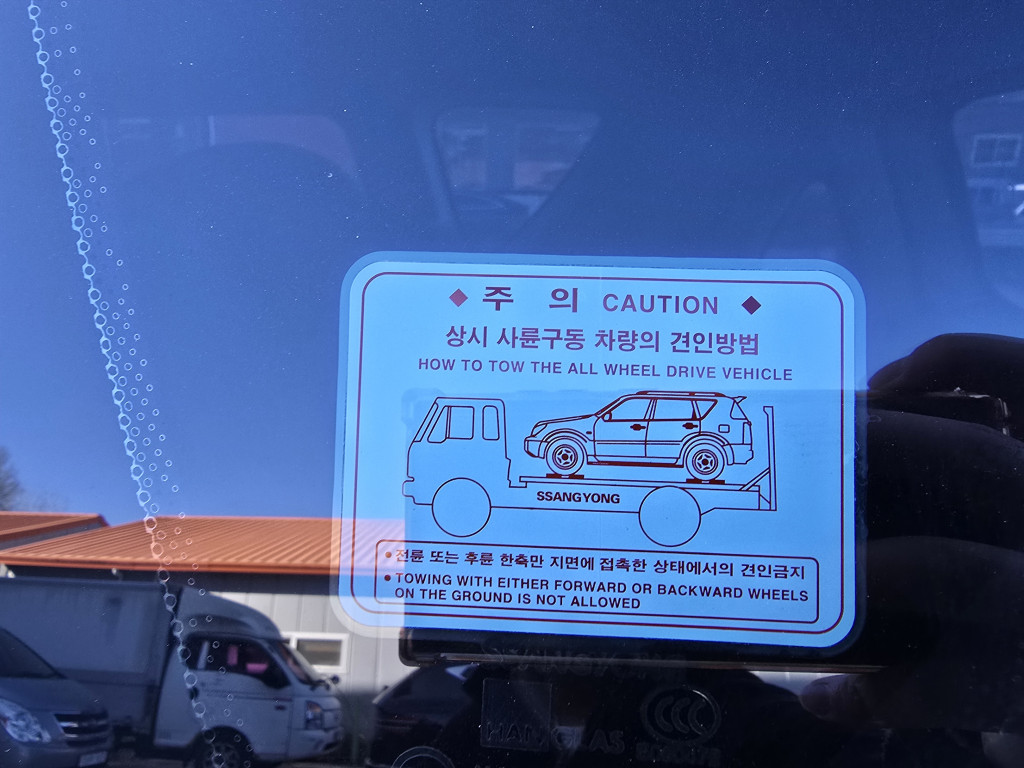 ◆ 주 의 CAUTION ◆
상시 사륜구동 차량의 견인방법
HOW TO TOW THE ALL WHEEL DRIVE VEHICLE
SSANGYONG
• 전륜 또는 후륜 한축만 지면에 접촉한 상태에서의 견인금지
• TOWING WITH EITHER FORWARD OR BACKWARD WHEELS
ON THE GROUND IS NOT ALLOWED